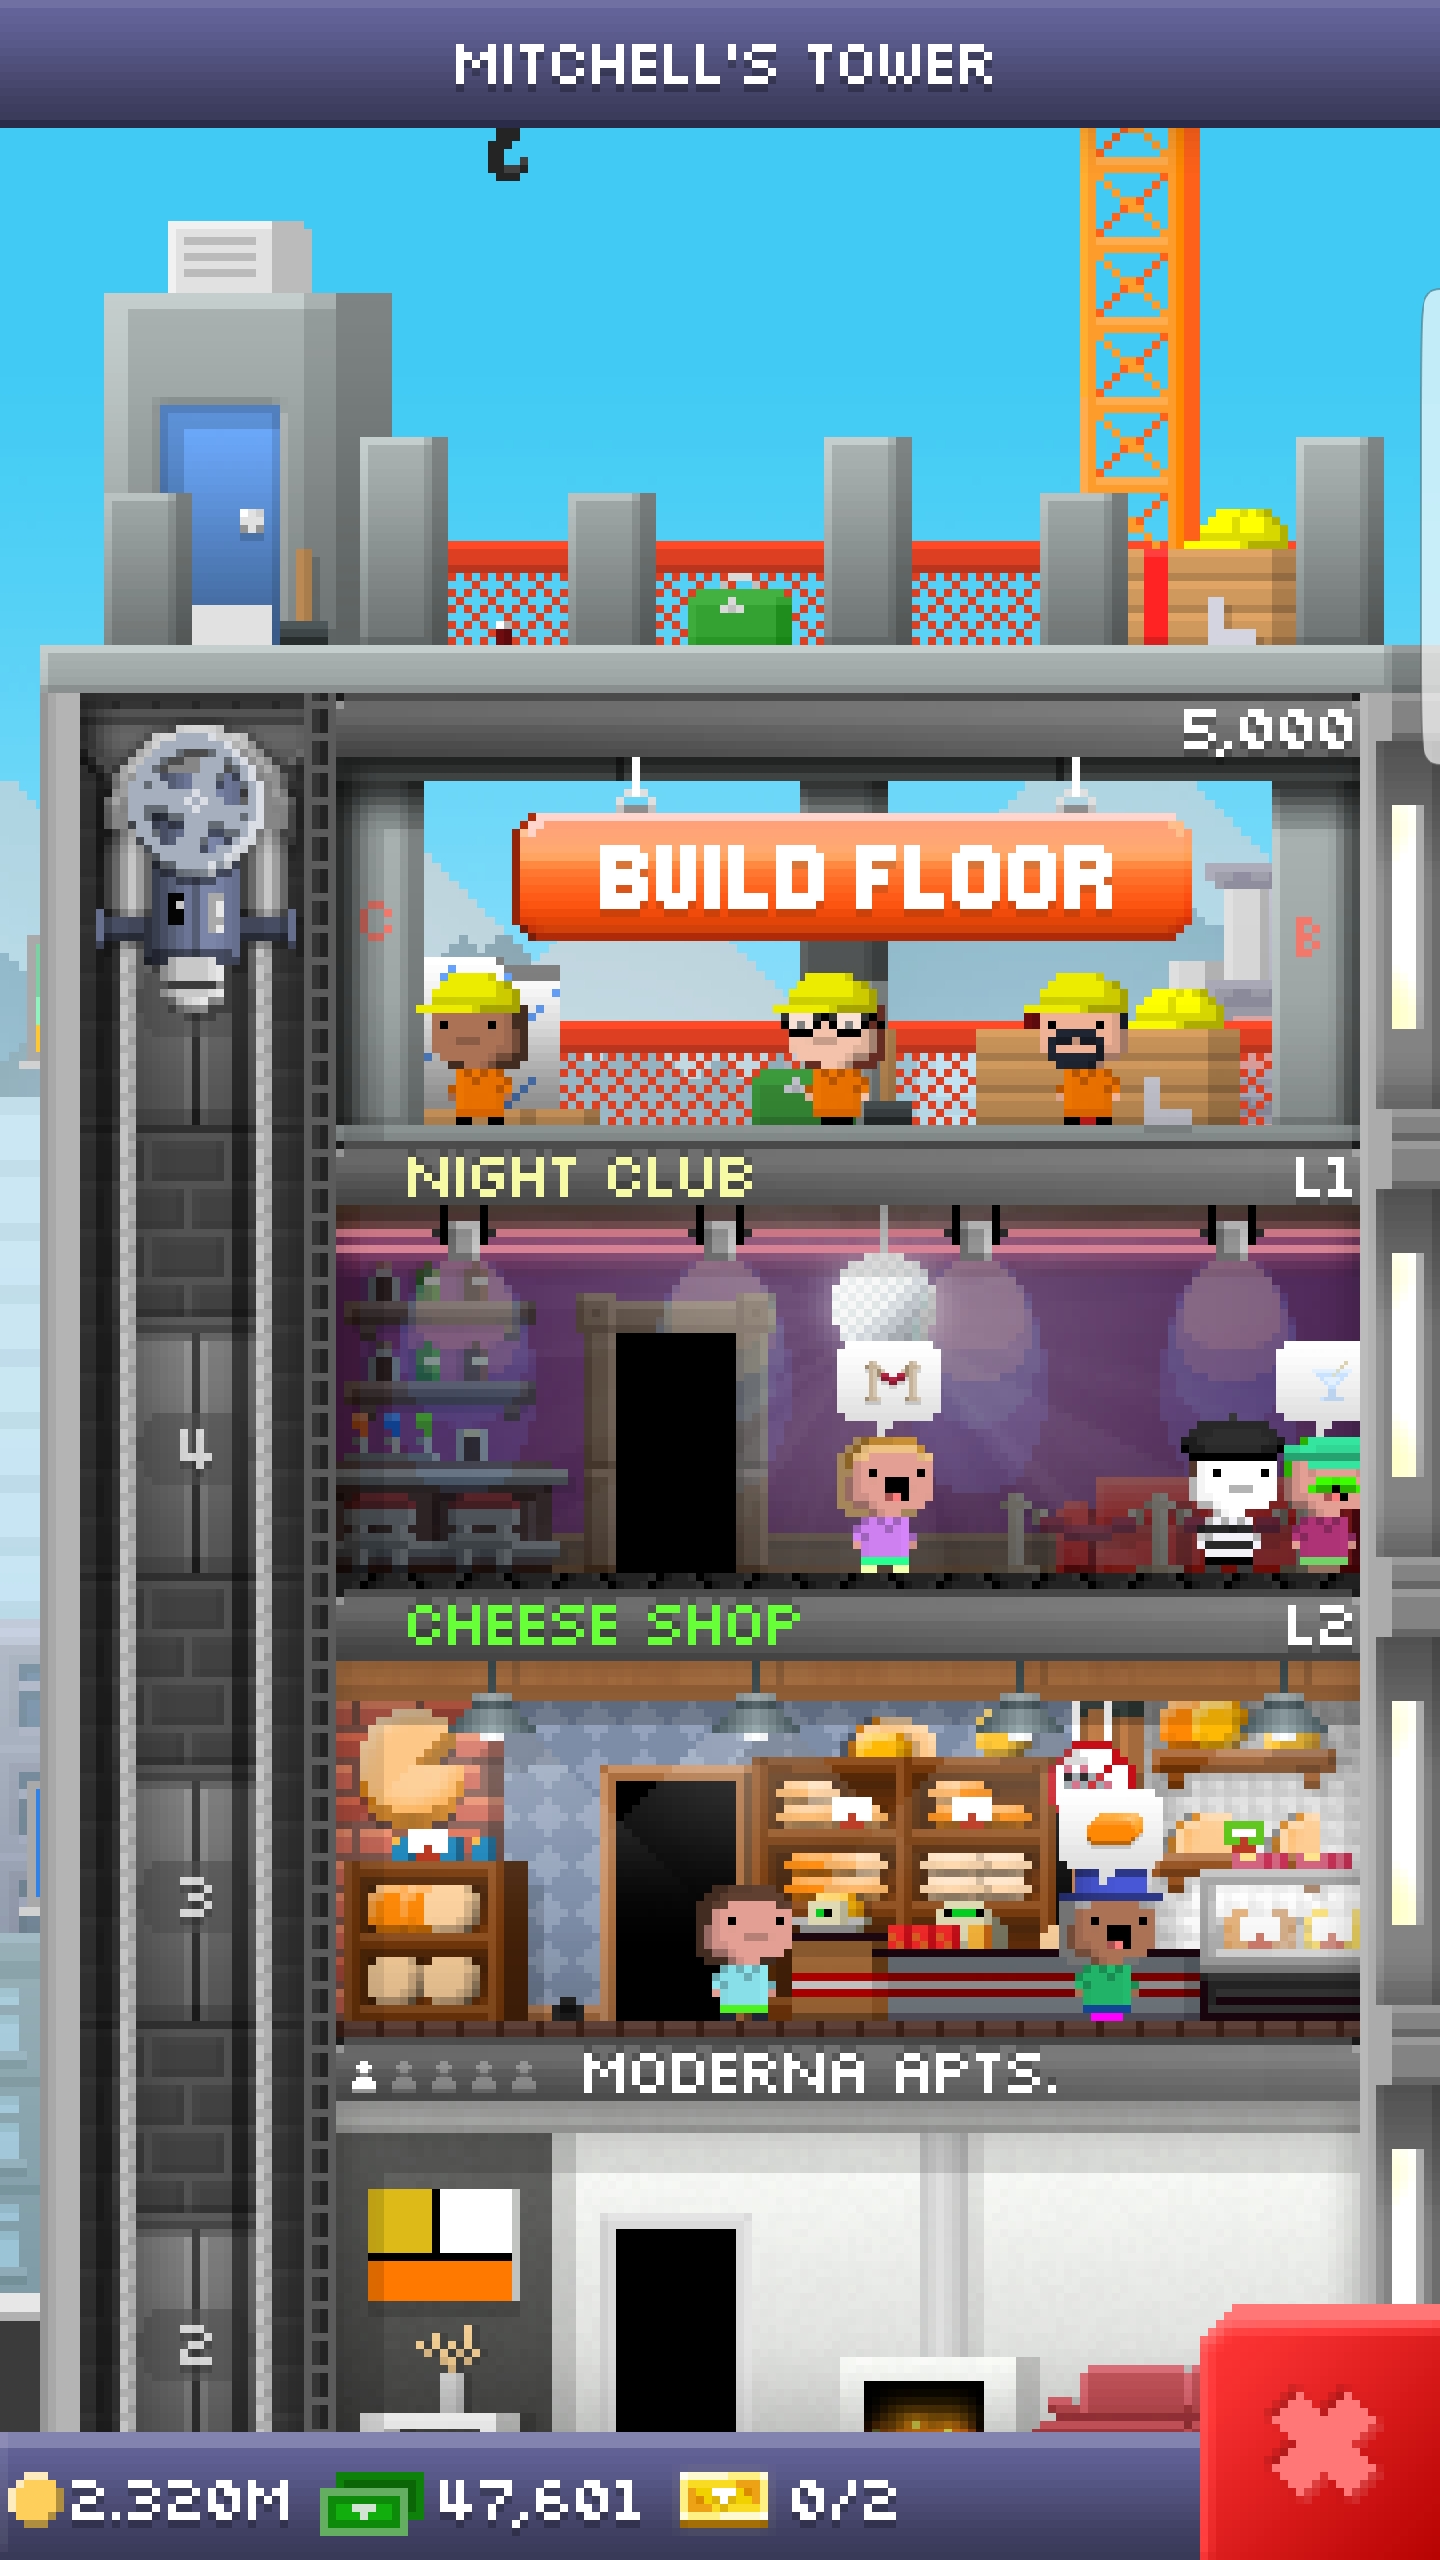 MITCHELL'S TOWER
5,000
BUILD FLOOR
C
B
NIGHT CLUB L1
4
CHEESE SHOP L2
3
MODERNA APTS.
2
2.320M 47,601 0/2